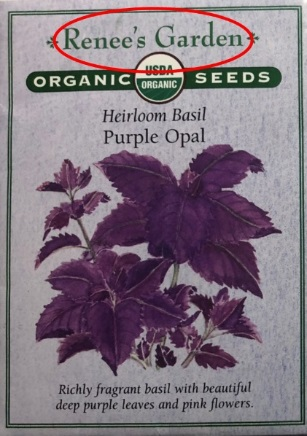 Renee's Garden
ORGANIC USDA ORGANIC SEEDS
Heirloom Basil
Purple Opal
Richly fragrant basil with beautiful
deep purple leaves and pink flowers.